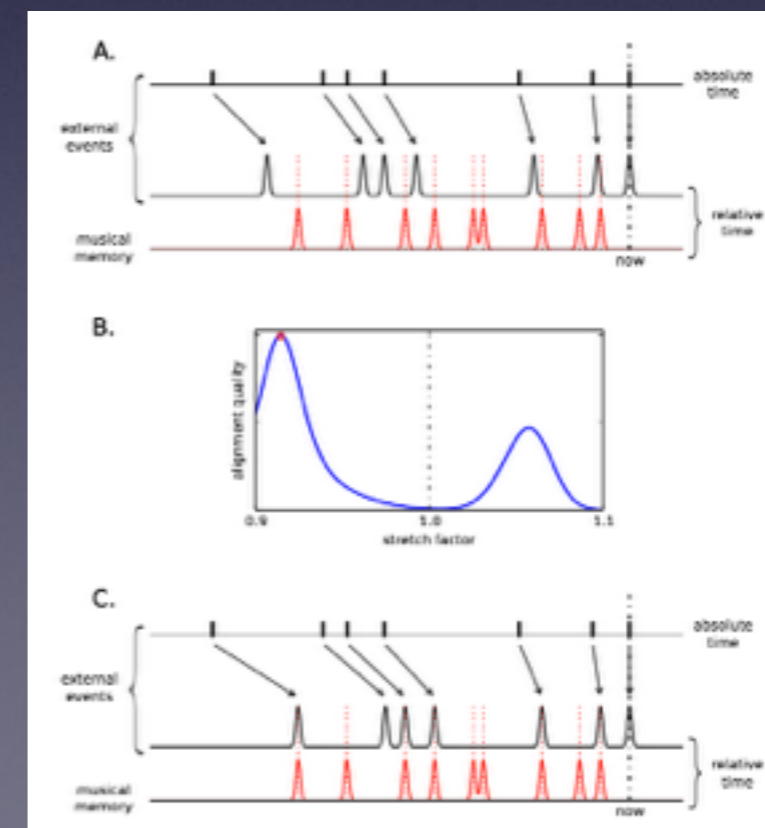 A.
absolute
time
external
events
relative
time
musical
memory
now
B.
alignment quality
0.9
1.0
1.1
stretch factor
C.
absolute
time
external
events
relative
time
musical
memory
now